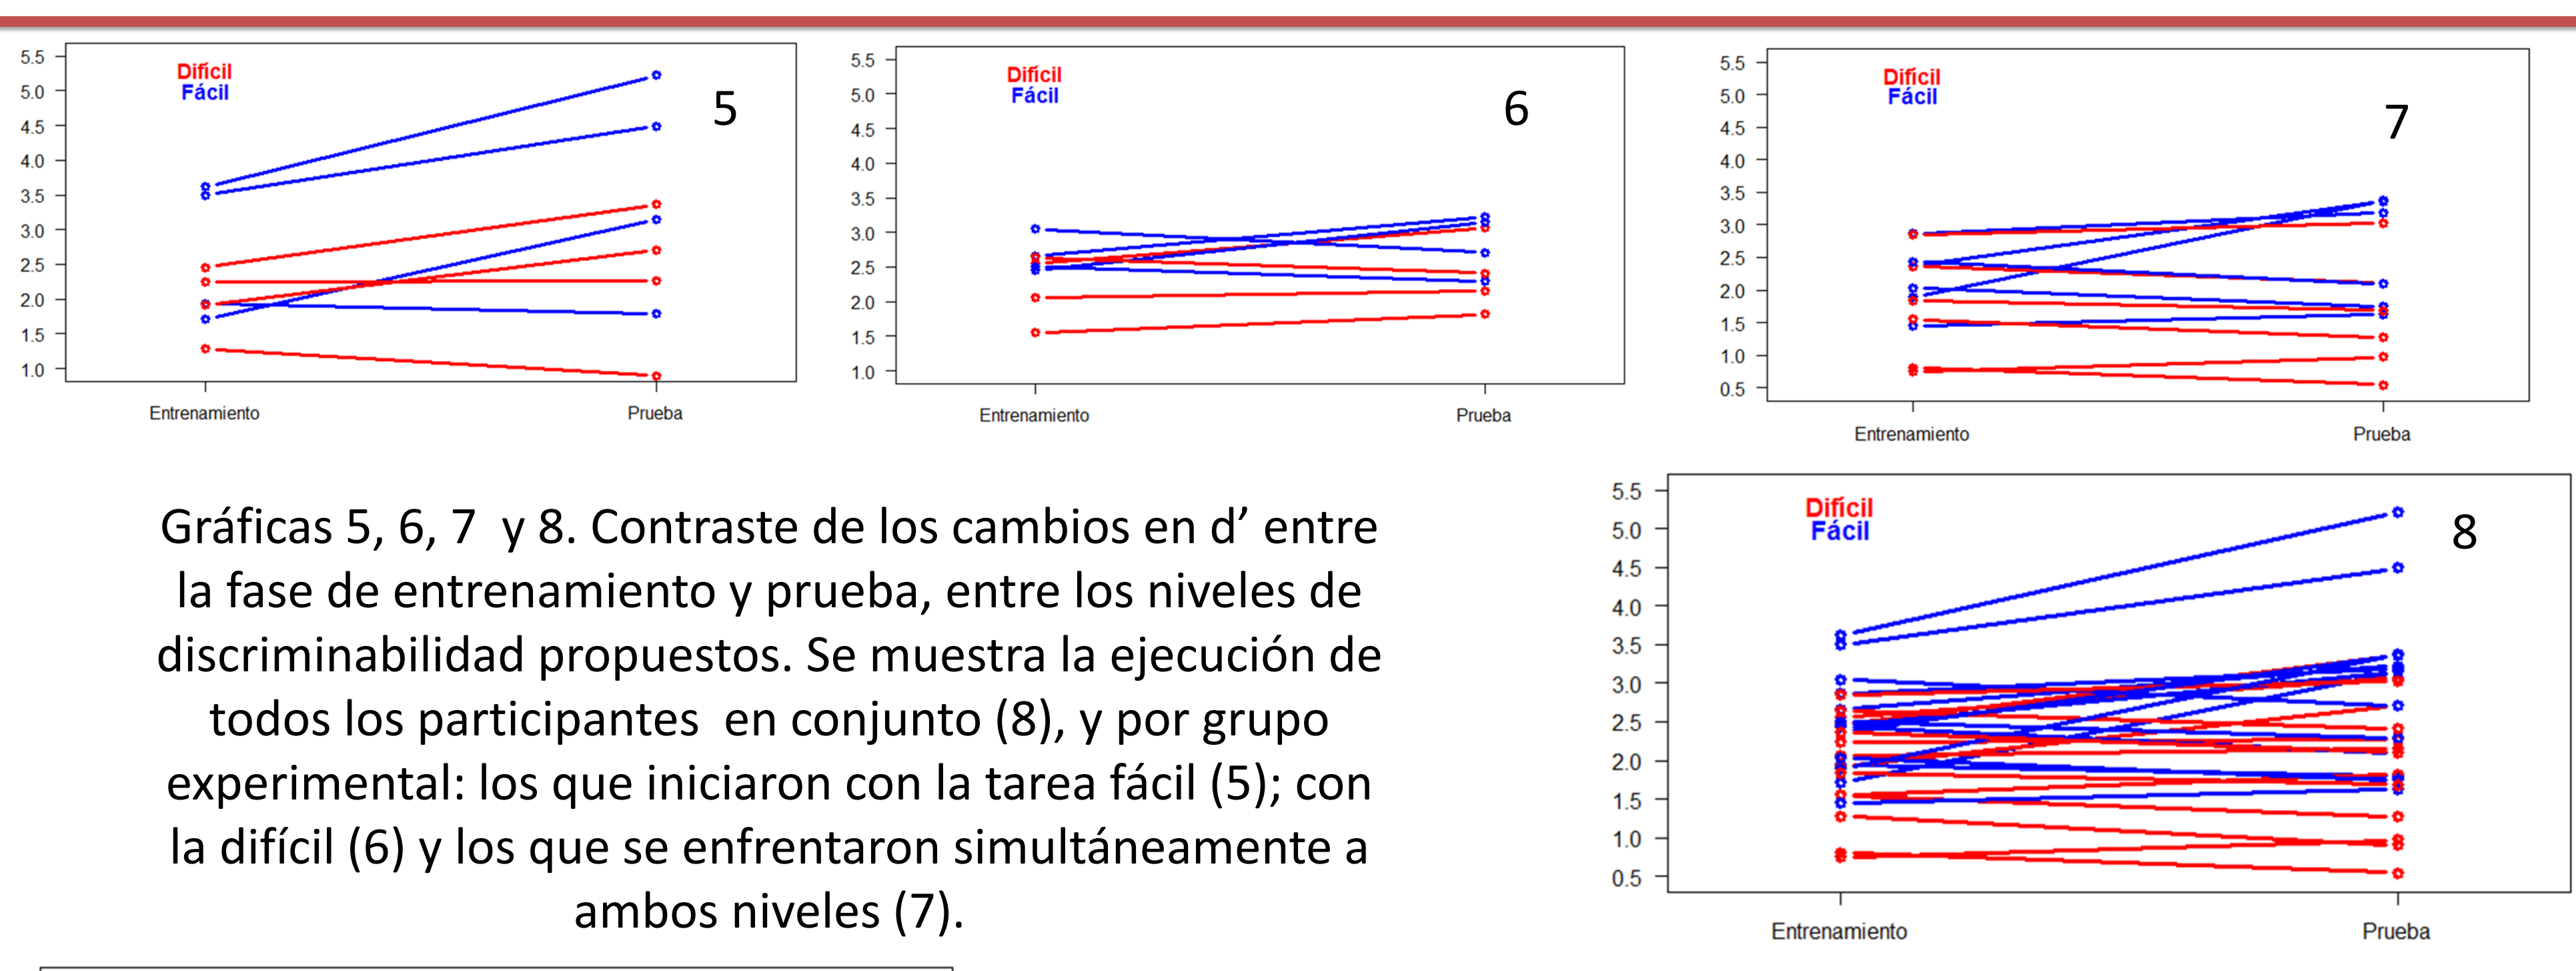 5.5
5.0
4.5
4.0
3.5
3.0
2.5
2.0
1.5
1.0
Difícil
Fácil
5
Entrenamiento Prueba
5.5
5.0
4.5
4.0
3.5
3.0
2.5
2.0
1.5
1.0
Difícil
Fácil
6
Entrenamiento Prueba
5.5
5.0
4.5
4.0
3.5
3.0
2.5
2.0
1.5
1.0
0.5
Difícil
Fácil
7
Entrenamiento Prueba
Gráficas 5, 6, 7 y 8. Contraste de los cambios en d’ entre
la fase de entrenamiento y prueba, entre los niveles de
discriminabilidad propuestos. Se muestra la ejecución de
todos los participantes en conjunto (8), y por grupo
experimental: los que iniciaron con la tarea fácil (5); con
la difícil (6) y los que se enfrentaron simultáneamente a
ambos niveles (7).
5.5
5.0
4.5
4.0
3.5
3.0
2.5
2.0
1.5
1.0
0.5
Difícil
Fácil
8
Entrenamiento Prueba